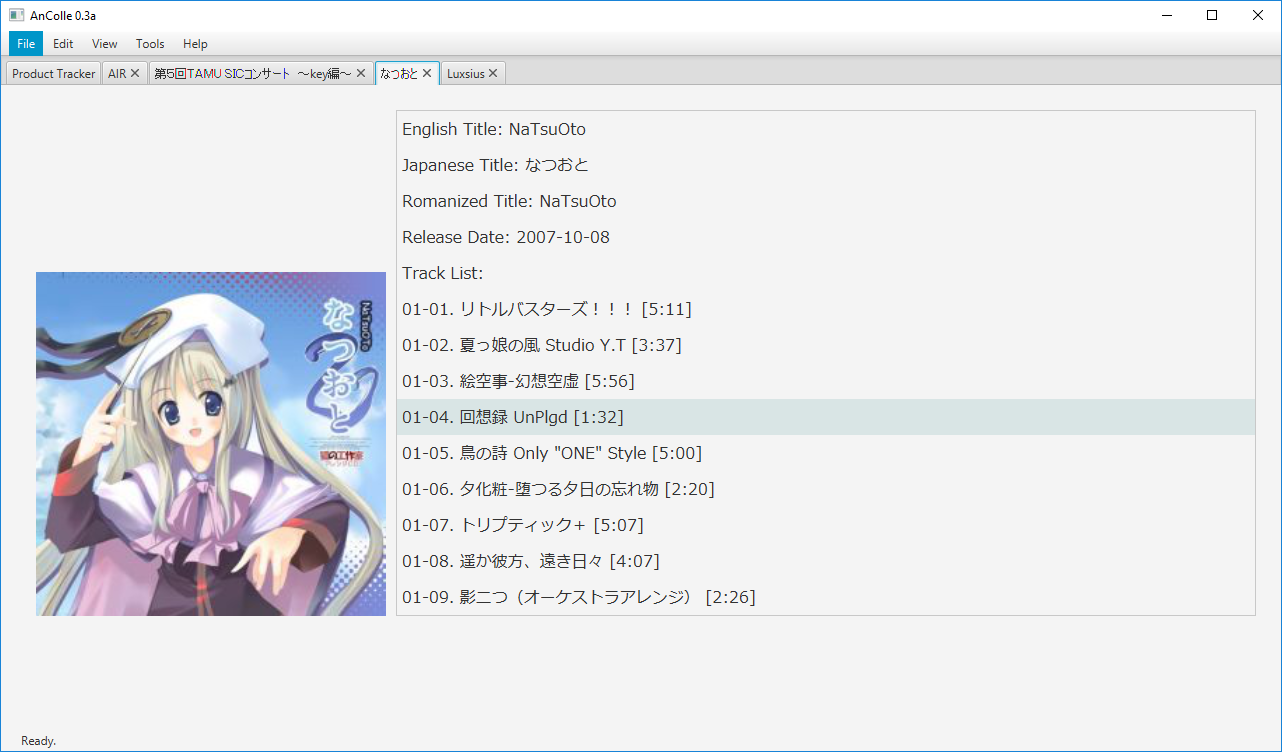 AnColle 0.3a
File Edit View Tools Help
Product Tracker AIR 第5回TAMU SICコンサート ～key編～ なつおと Luxsius
English Title: NaTsuOto
Japanese Title: なつおと
Romanized Title: NaTsuOto
Release Date: 2007-10-08
Track List:
01-01. リトルバスターズ！！！ [5:11]
01-02. 夏っ娘の風 Studio Y.T [3:37]
01-03. 絵空事-幻想空虚 [5:56]
01-04. 回想録 UnPlgd [1:32]
01-05. 鳥の詩 Only "ONE" Style [5:00]
01-06. 夕化粧-堕つる夕日の忘れ物 [2:20]
01-07. トリプティック+ [5:07]
01-08. 遥か彼方、遠き日々 [4:07]
01-09. 影二つ（オーケストラアレンジ） [2:26]
なつおと
NaTsuOto
猫の工作室
Ready.